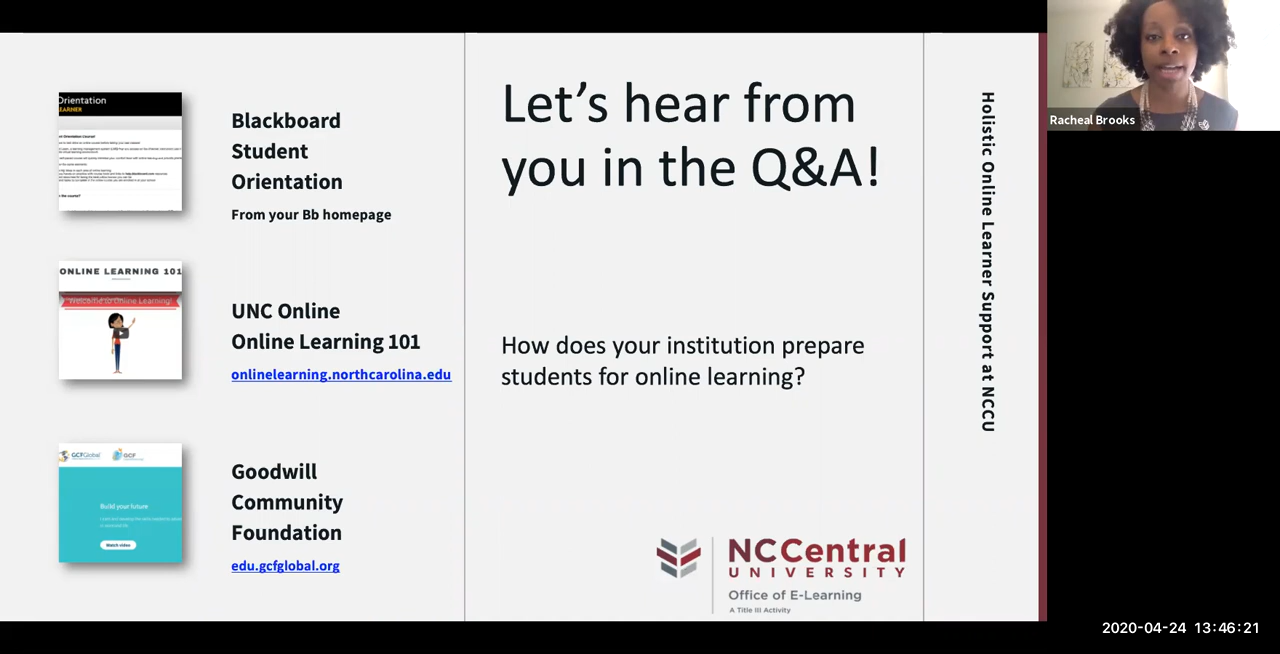 Orientation
LEARNER
Blackboard
Student
Orientation
From your Bb homepage
ONLINE LEARNING 101
Welcome to Online Learning!
UNC Online
Online Learning 101
onlinelearning.northcarolina.edu
GCFGlobal
GCF
Build your future
Watch video
Goodwill
Community
Foundation
edu.gcfglobal.org
Let's hear from
you in the Q&A!
How does your institution prepare
students for online learning?
NCCentral
UNIVERSITY
Office of E-Learning
A Title III Activity
Holistic Online Learner Support at NCCU
Racheal Brooks
2020-04-24 13:46:21